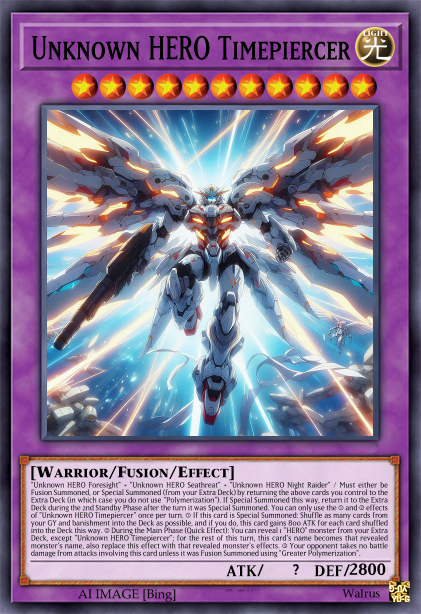 UNKNOWN HERO TIMEPIERCER
LIGHT
光
[WARRIOR/FUSION/EFFECT]
"Unknown HERO Foresight" + "Unknown HERO Seathreat" + "Unknown HERO Night Raider" / Must either be
Fusion Summoned, or Special Summoned (from your Extra Deck) by returning the above cards you control to the
Extra Deck (in which case you do not use "Polymerization"). If Special Summoned this way, return it to the Extra
Deck during the 2nd Standby Phase after the turn it was Special Summoned. You can only use the ① and ② effects
of "Unknown HERO Timepiercer" once per turn. ① If this card is Special Summoned: Shuffle as many cards from
your GY and banishment into the Deck as possible, and if you do, this card gains 800 ATK for each card shuffled
into the Deck this way. ② During the Main Phase (Quick Effect): You can reveal 1 "HERO" monster from your Extra
Deck, except "Unknown HERO Timepiercer"; for the rest of this turn, this card's name becomes that revealed
monster's name, also replace this effect with that revealed monster's effects. ③ Your opponent takes no battle
damage from attacks involving this card unless it was Fusion Summoned using "Greater Polymerization".
ATK/ ? DEF/2800
AI IMAGE [Bing] Walrus